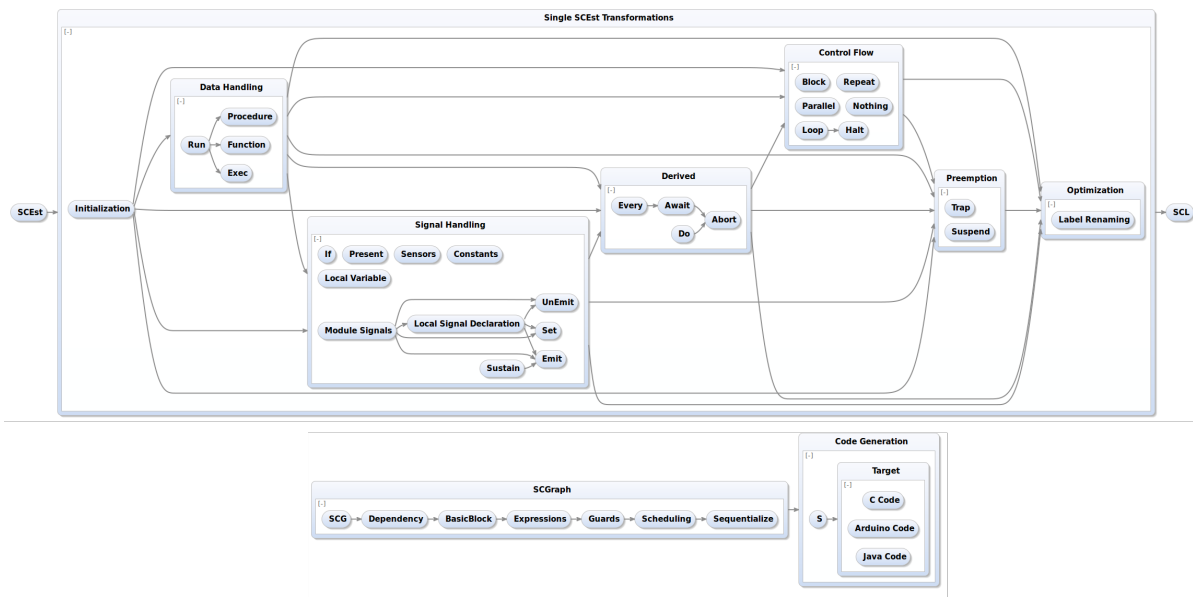 Single SCEst Transformations
[-]
Control Flow
[-]
Block Repeat
Parallel Nothing
Loop Halt
Data Handling
[-]
Procedure
Run Function
Exec
Derived
[-]
Every Await
Abort
Do
Preemption
[-]
Trap
Suspend
Optimization
[-]
Label Renaming
SCEst
Initialization
SCL
Signal Handling
[-]
If Present Sensors Constants
Local Variable
UnEmit
Module Signals Local Signal Declaration Set
Emit
Sustain
Code Generation
[-]
Target
[-]
C Code
S Arduino Code
Java Code
SCGraph
[-]
SCG Dependency BasicBlock Expressions Guards Scheduling Sequentialize